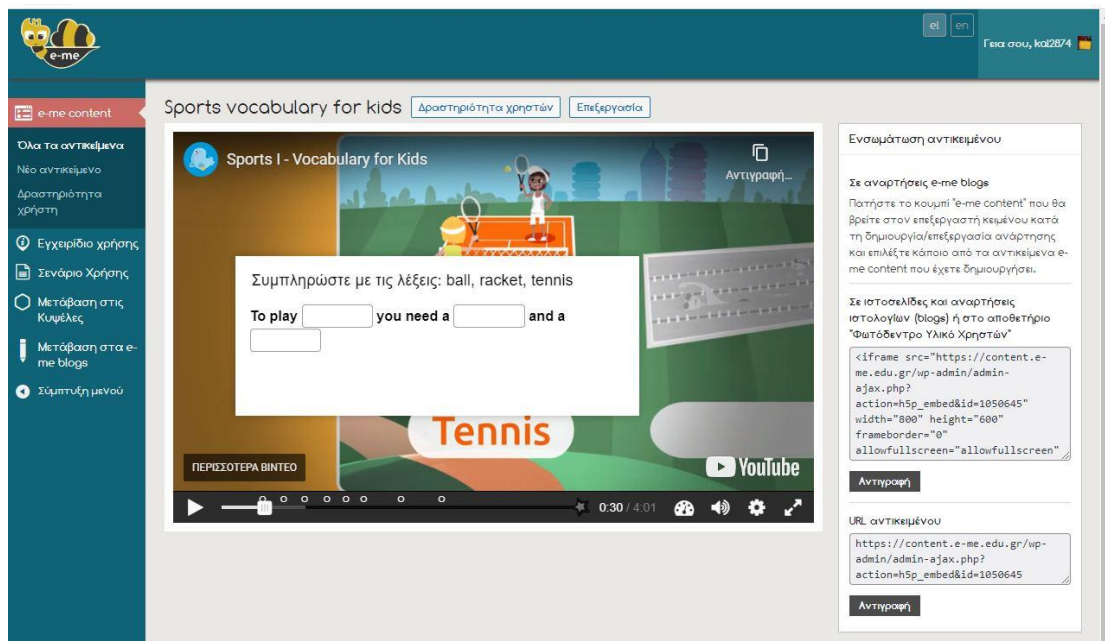 e-me
el en
Γεια σου, kal2874
e-me content
Όλα τα αντικείμενα
Νέο αντικείμενο
Δραστηριότητα
χρήστη
Εγχειρίδιο χρήσης
Σενάριο Χρήσης
Μετάβαση στις
Κυψέλες
Μετάβαση στα e-
me blogs
Σύμπτυξη μενού
Sports vocabulary for kids
Δραστηριότητα χρηστών
Επεξεργασία
Sports I - Vocabulary for Kids
Αντιγραφή...
Συμπληρώστε με τις λέξεις: ball, racket, tennis
To play you need a and a
Tennis
ΠΕΡΙΣΣΟΤΕΡΑ ΒΙΝΤΕΟ
YouTube
0:30 / 4:01
Ενσωμάτωση αντικειμένου
Σε αναρτήσεις e-me blogs
Πατήστε το κουμπί "e-me content" που θα
βρείτε στον επεξεργαστή κειμένου κατά
τη δημιουργία/επεξεργασία ανάρτησης
και επιλέξτε κάποιο από τα αντικείμενα e-
me content που έχετε δημιουργήσει.
Σε ιστοσελίδες και αναρτήσεις
ιστολογίων (blogs) ή στο αποθετήριο
"Φωτόδεντρο Υλικό Χρηστών"
<iframe src="https://content.e-
me.edu.gr/wp-admin/admin-
ajax.php?
action=h5p_embed&id=1050645"
width="800" height="600"
frameborder="0"
allowfullscreen="allowfullscreen"
Αντιγραφή
URL αντικειμένου
https://content.e-me.edu.gr/wp-
admin/admin-ajax.php?
action=h5p_embed&id=1050645
Αντιγραφή